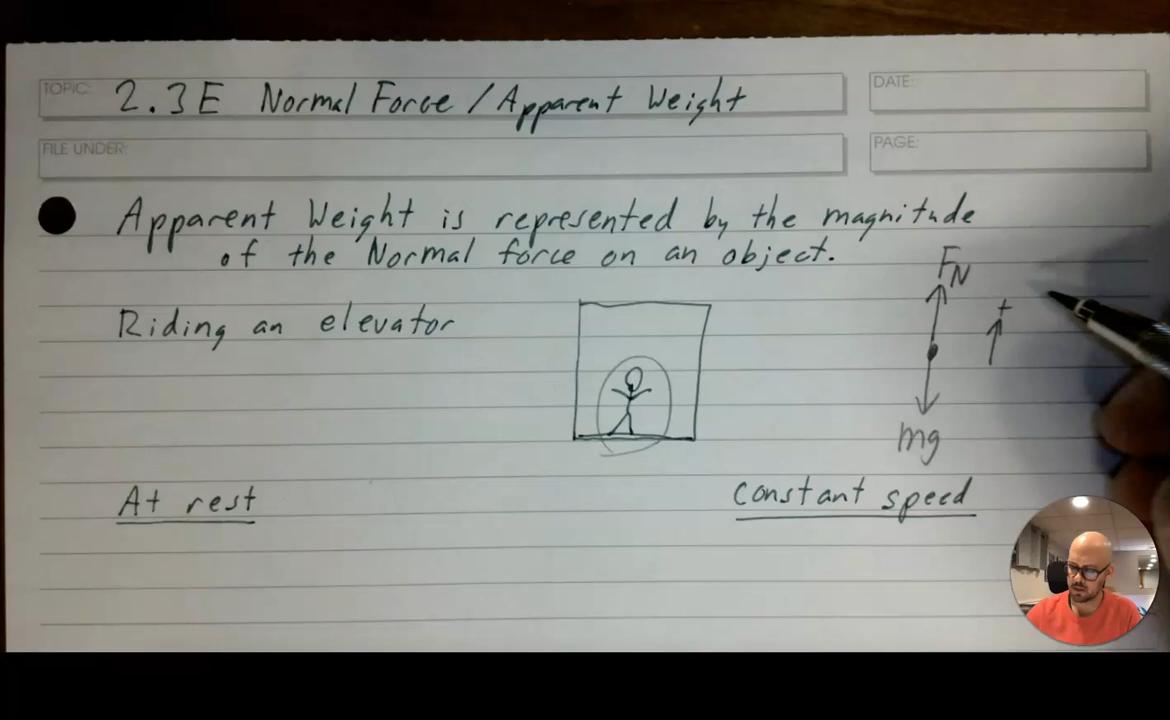 TOPIC: 2.3E Normal Force / Apparent Weight
DATE:
FILE UNDER:
PAGE:
Apparent Weight is represented by the magnitude
of the Normal force on an object.
Riding an elevator
FN
+
mg
At rest
constant speed